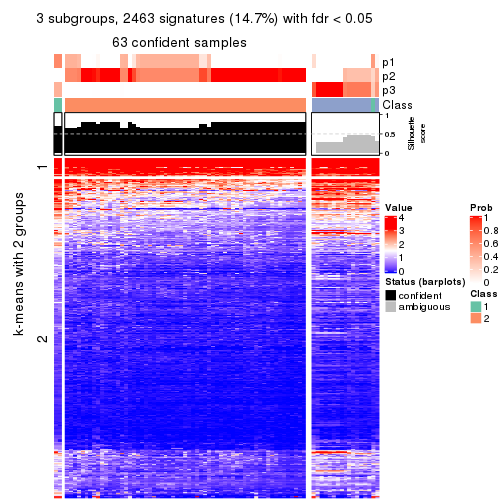 3 subgroups, 2463 signatures (14.7%) with fdr < 0.05
63 confident samples
p1
p2
p3
Class
1
0.5
0
Silhouette
score
k-means with 2 groups
1
2
Value
4
3
2
1
0
Status (barplots)
confident
ambiguous
Prob
1
0.8
0.6
0.4
0.2
0
Class
1
2